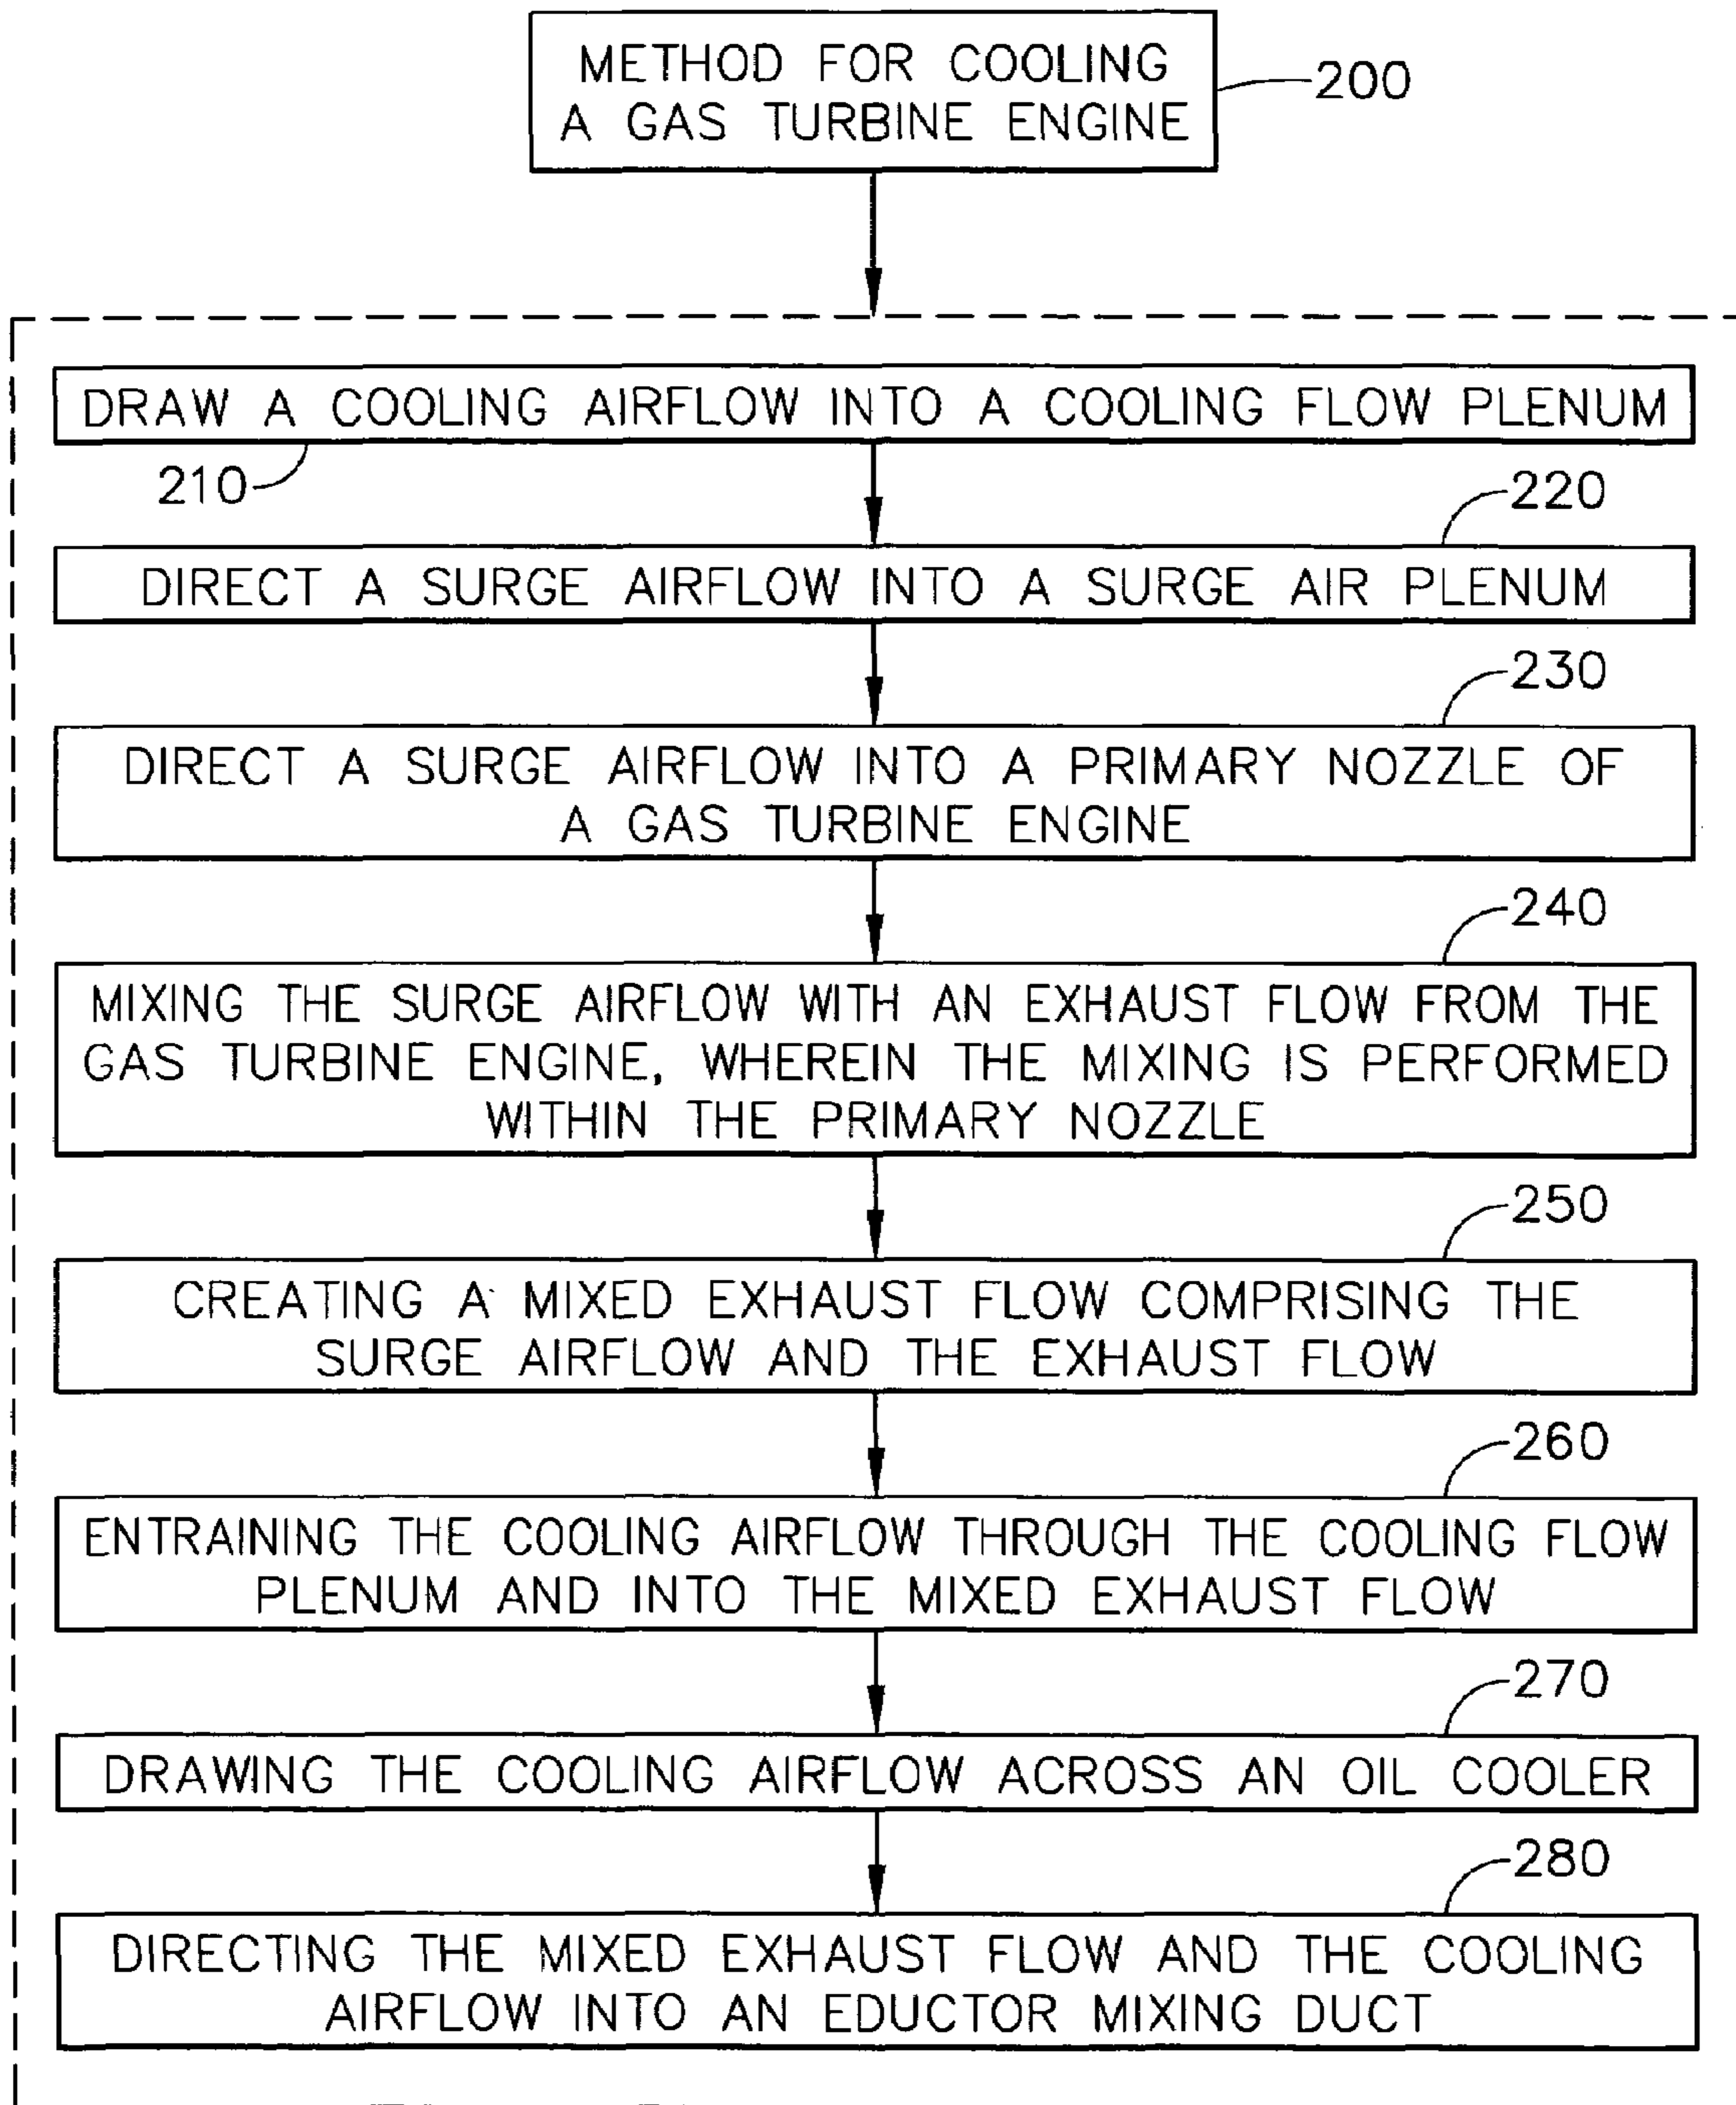 METHOD FOR COOLING
A GAS TURBINE ENGINE
200
DRAW A COOLING AIRFLOW INTO A COOLING FLOW PLENUM
210
220
DIRECT A SURGE AIRFLOW INTO A SURGE AIR PLENUM
230
DIRECT A SURGE AIRFLOW INTO A PRIMARY NOZZLE OF
A GAS TURBINE ENGINE
240
MIXING THE SURGE AIRFLOW WITH AN EXHAUST FLOW FROM THE
GAS TURBINE ENGINE, WHEREIN THE MIXING IS PERFORMED
WITHIN THE PRIMARY NOZZLE
250
CREATING A MIXED EXHAUST FLOW COMPRISING THE
SURGE AIRFLOW AND THE EXHAUST FLOW
260
ENTRAINING THE COOLING AIRFLOW THROUGH THE COOLING FLOW
PLENUM AND INTO THE MIXED EXHAUST FLOW
270
DRAWING THE COOLING AIRFLOW ACROSS AN OIL COOLER
280
DIRECTING THE MIXED EXHAUST FLOW AND THE COOLING
AIRFLOW INTO AN EDUCTOR MIXING DUCT